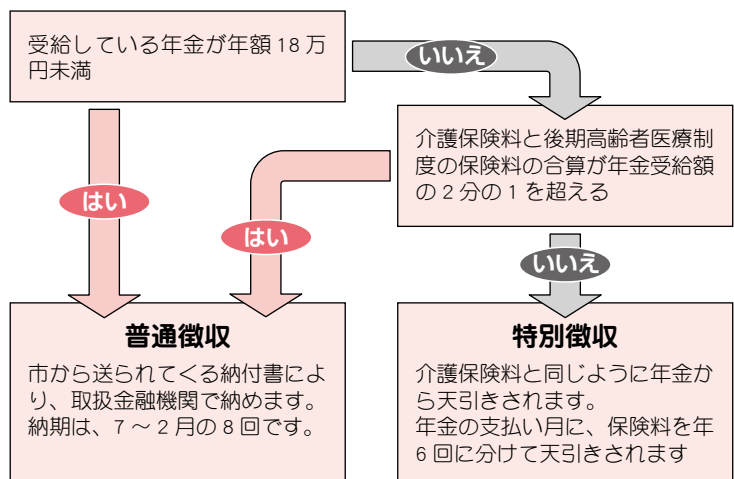 受給している年金が年額18万
円未満
いいえ
介護保険料と後期高齢者医療制
度の保険料の合算が年金受給額
の2分の1を超える
はい
はい
いいえ
普通徴収
市から送られてくる納付書によ
り、取扱金融機関で納めます。
納期は、7～2月の8回です。
特別徴収
介護保険料と同じように年金か
ら天引きされます。
年金の支払い月に、保険料を年
6回に分けて天引きされます